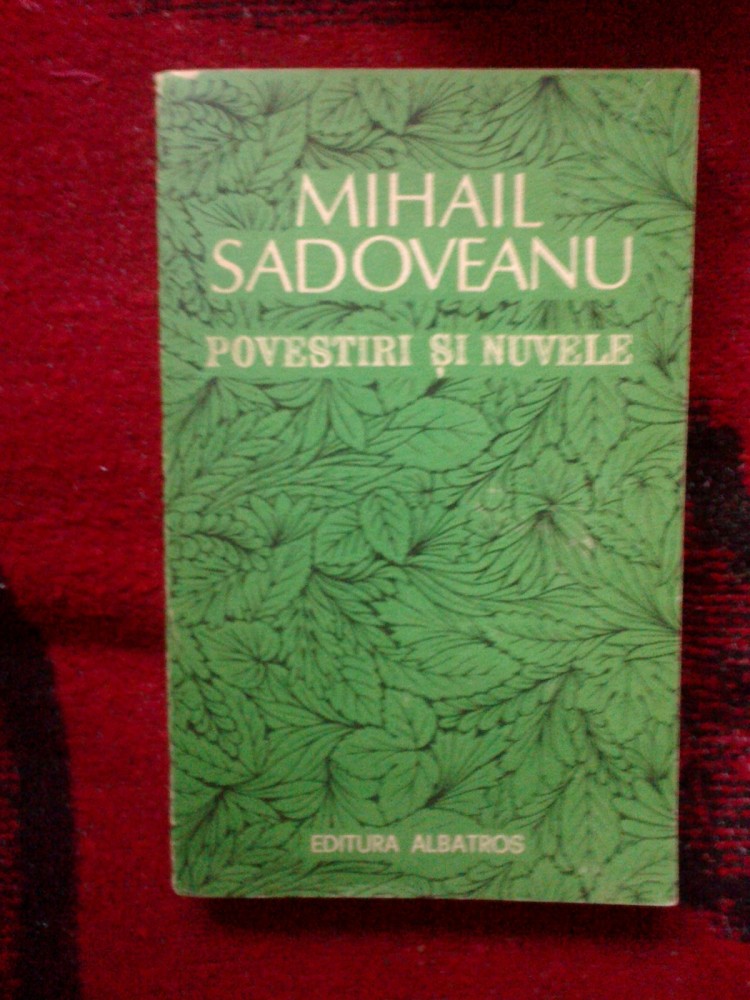 MIHAIL
SADOVEANU
POVESTIRI ȘI NUVELE
EDITURA ALBATROS